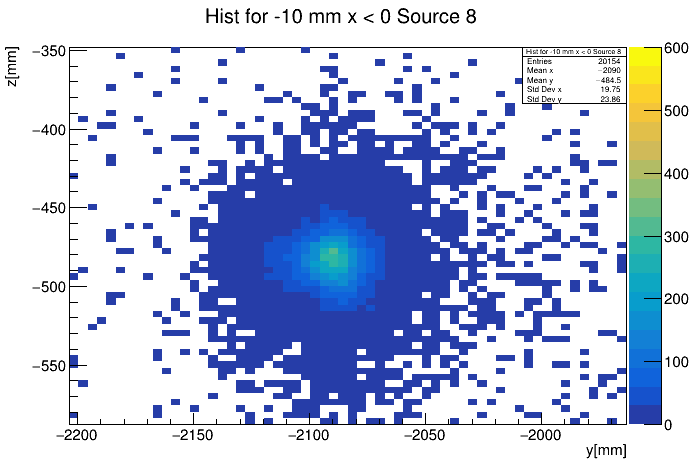 Hist for -10 mm x < 0 Source 8
z[mm]
−350
−400
−450
−500
−550
Hist for -10 mm x < 0 Source 8
Entries 20154
Mean x −2090
Mean y −484.5
Std Dev x 19.75
Std Dev y 23.86
600
500
400
300
200
100
0
−2200 −2150 −2100 −2050 −2000
y[mm]